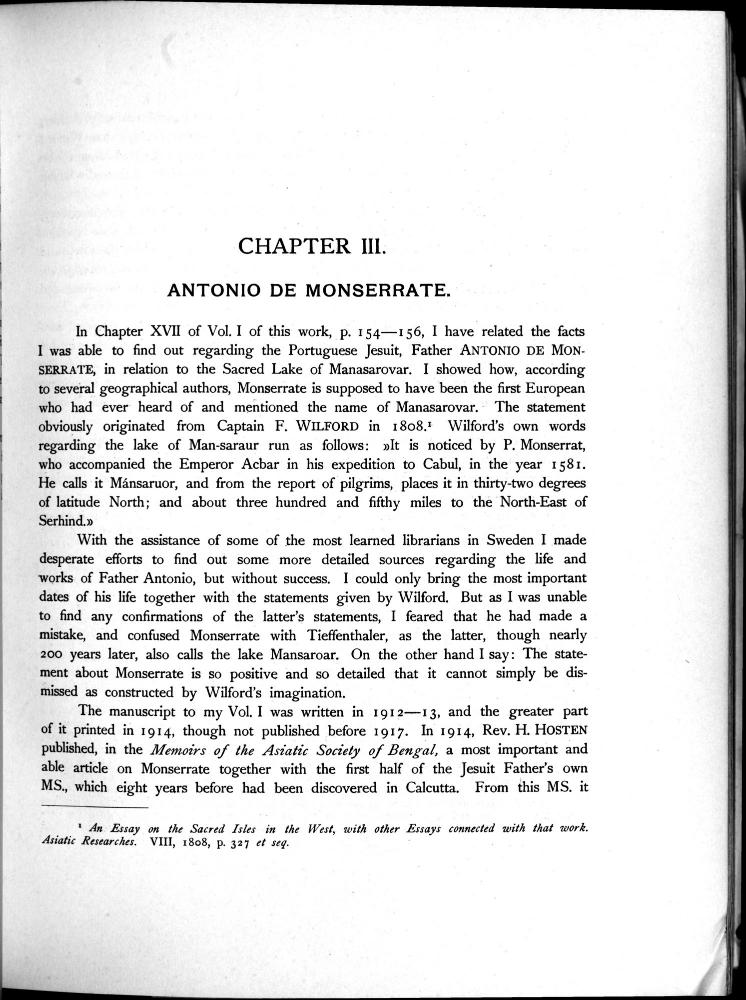 CHAPTER III.
ANTONIO DE MONSERRATE.
In Chapter XVII of Vol. I of this work, p. 154—156, I have related the facts
I was able to find out regarding the Portuguese Jesuit, Father ANTONIO DE MON-
SERRATE, in relation to the Sacred Lake of Manasarovar. I showed how, according
to several geographical authors, Monserrate is supposed to have been the first European
who had ever heard of and mentioned the name of Manasarovar. The statement
obviously originated from Captain F. WILFORD in 1808.¹ Wilford's own words
regarding the lake of Man-saraur run as follows: »It is noticed by P. Monserrat,
who accompanied the Emperor Acbar in his expedition to Cabul, in the year 1581.
He calls it Mánsaruor, and from the report of pilgrims, places it in thirty-two degrees
of latitude North; and about three hundred and fifthy miles to the North-East of
Serhind.»
With the assistance of some of the most learned librarians in Sweden I made
desperate efforts to find out some more detailed sources regarding the life and
works of Father Antonio, but without success. I could only bring the most important
dates of his life together with the statements given by Wilford. But as I was unable
to find any confirmations of the latter's statements, I feared that he had made a
mistake, and confused Monserrate with Tieffenthaler, as the latter, though nearly
200 years later, also calls the lake Mansaroar. On the other hand I say: The state-
ment about Monserrate is so positive and so detailed that it cannot simply be dis-
missed as constructed by Wilford's imagination.
The manuscript to my Vol. I was written in 1912—13, and the greater part
of it printed in 1914, though not published before 1917. In 1914, Rev. H. HOSTEN
published, in the Memoirs of the Asiatic Society of Bengal, a most important and
able article on Monserrate together with the first half of the Jesuit Father's own
MS., which eight years before had been discovered in Calcutta. From this MS. it
¹ An Essay on the Sacred Isles in the West, with other Essays connected with that work.
Asiatic Researches. VIII, 1808, p. 327 et seq.